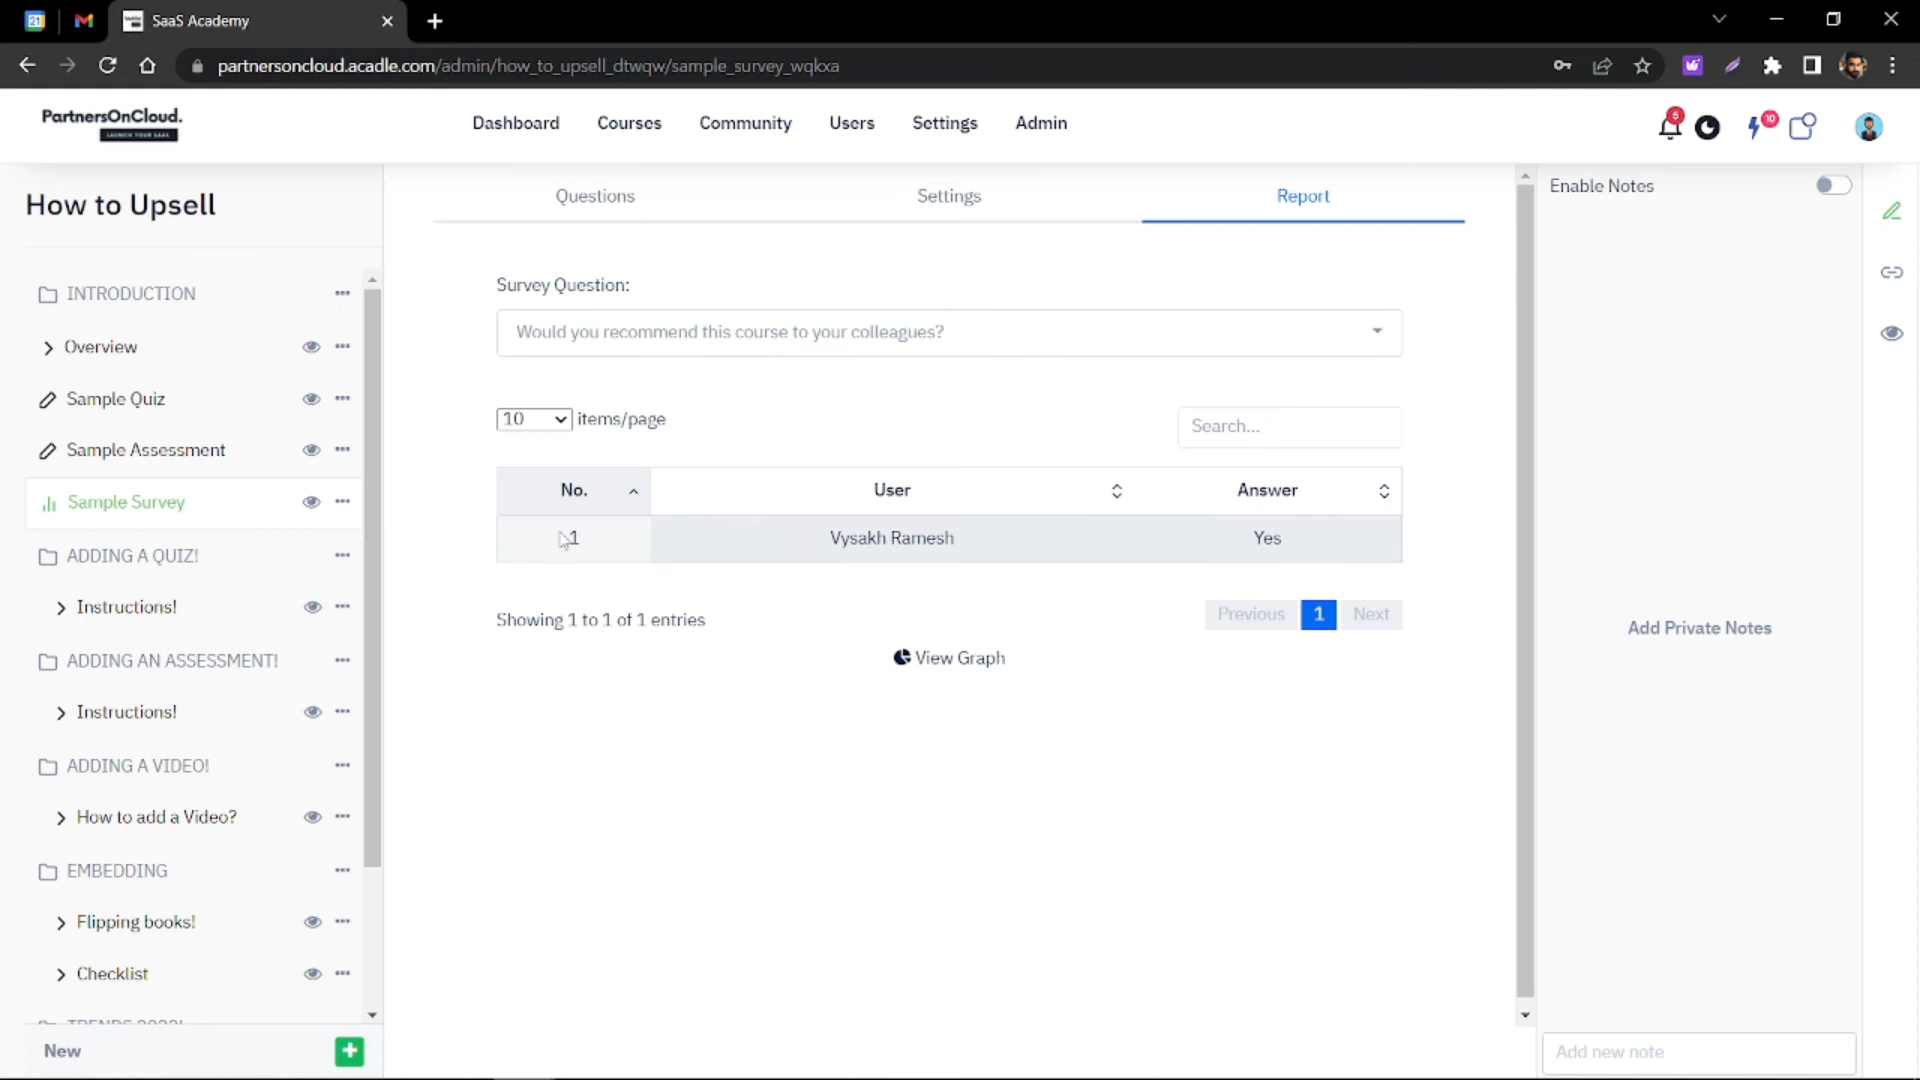 SaaS Academy
partnersoncloud.acadle.com/admin/how_to_upsell_dtwqw/sample_survey_wqkxa
PartnersOnCloud.
LAUNCH YOUR SAAS
Dashboard Courses Community Users Settings Admin
5
10
How to Upsell
INTRODUCTION
Overview
Sample Quiz
Sample Assessment
Sample Survey
ADDING A QUIZ!
Instructions!
ADDING AN ASSESSMENT!
Instructions!
ADDING A VIDEO!
How to add a Video?
EMBEDDING
Flipping books!
Checklist
New
Questions Settings Report
Survey Question:
Would you recommend this course to your colleagues?
10 items/page
Search...
No. User Answer
1 Vysakh Ramesh Yes
Showing 1 to 1 of 1 entries
Previous 1 Next
View Graph
Enable Notes
Add Private Notes
Add new note